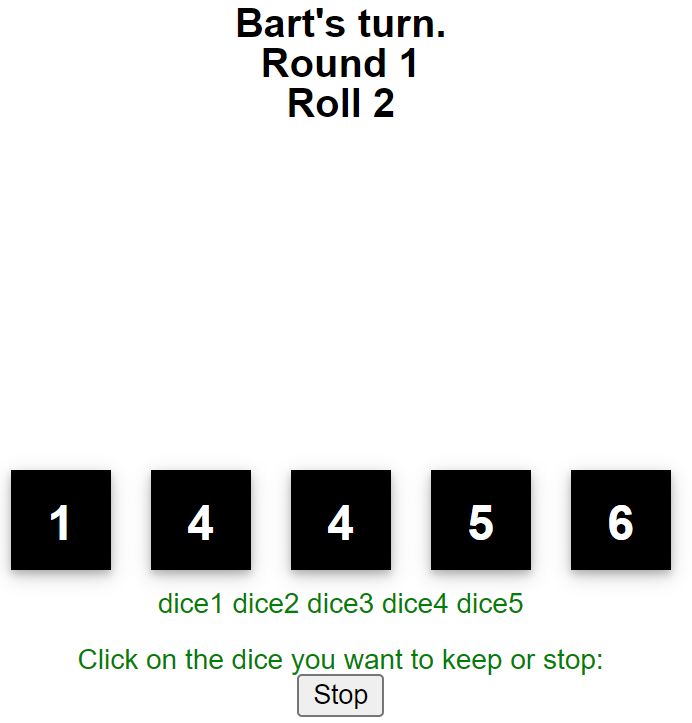 Bart's turn.
Round 1
Roll 2
1 4 4 5 6
dice1 dice2 dice3 dice4 dice5
Click on the dice you want to keep or stop:
Stop